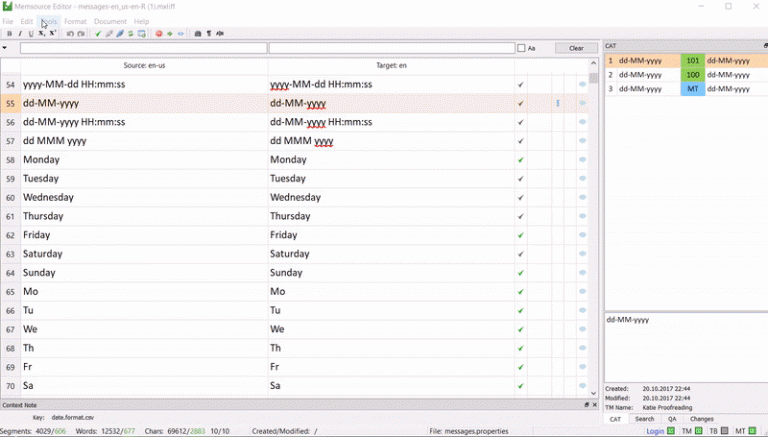 Memsource Editor - messages-en_us-en-R (1).mxliff
File Edit Tools Format Document Help
B I U X₂ X²
Aa Clear
Source: en-us Target: en
54 yyyy-MM-dd HH:mm:ss yyyy-MM-dd HH:mm:ss
55 dd-MM-yyyy dd-MM-yyyy
56 dd-MM-yyyy HH:mm:ss dd-MM-yyyy HH:mm:ss
57 dd MMM yyyy dd MMM yyyy
58 Monday Monday
59 Tuesday Tuesday
60 Wednesday Wednesday
61 Thursday Thursday
62 Friday Friday
63 Saturday Saturday
64 Sunday Sunday
65 Mo Mo
66 Tu Tu
67 We We
68 Th Th
69 Fr Fr
70 Sa Sa
Context Note
Key: date.format.csv
Segments: 4029/606 Words: 12532/677 Chars: 69612/2883 10/10 Created/Modified: / File: messages.properties
CAT
1 dd-MM-yyyy 101 dd-MM-yyyy
2 dd-MM-yyyy 100 dd-MM-yyyy
3 dd-MM-yyyy MT dd-MM-yyyy
dd-MM-yyyy
Created: 20.10.2017 22:44
Modified: 20.10.2017 22:44
TM Name: Katie Proofreading
CAT Search QA Changes
Login TM TB MT